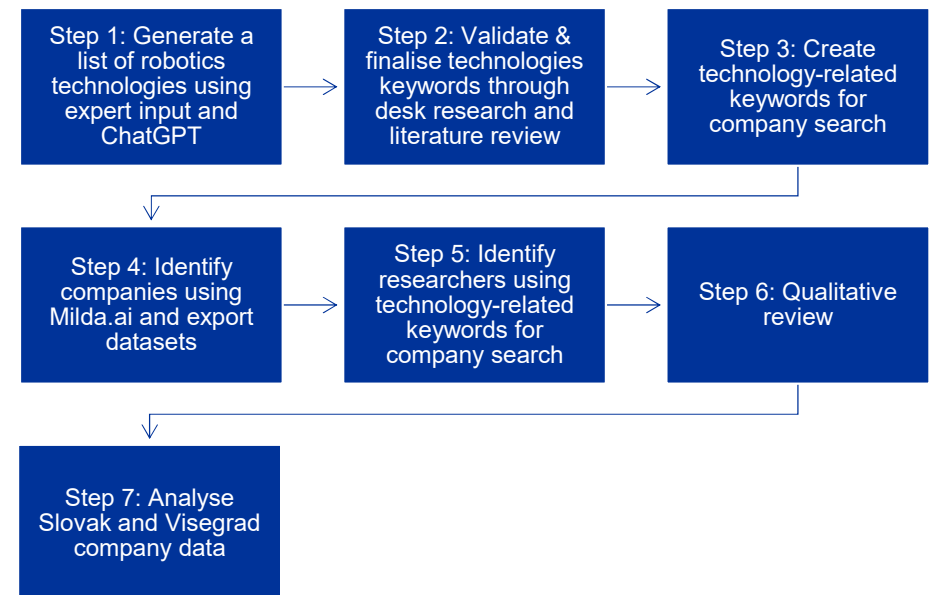 Step 1: Generate a
list of robotics
technologies using
expert input and
ChatGPT
Step 2: Validate &
finalise technologies
keywords through
desk research and
literature review
Step 3: Create
technology-related
keywords for
company search
Step 4: Identify
companies using
Milda.ai and export
datasets
Step 5: Identify
researchers using
technology-related
keywords for
company search
Step 6: Qualitative
review
Step 7: Analyse
Slovak and Visegrad
company data